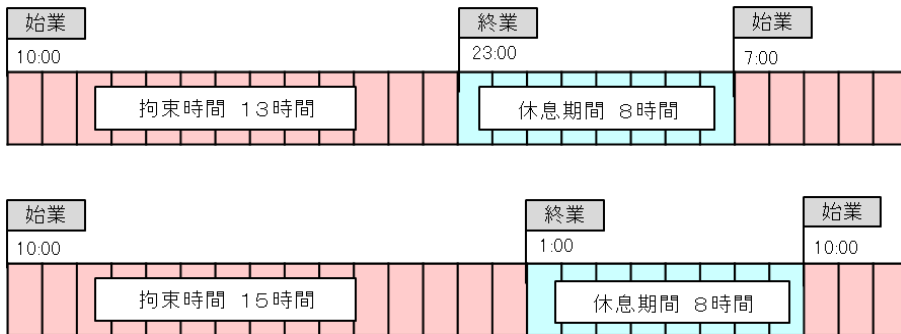 始業 終業 始業
10:00 23:00 7:00
拘束時間 13時間 休息期間 8時間
始業 終業 始業
10:00 1:00 10:00
拘束時間 15時間 休息期間 8時間